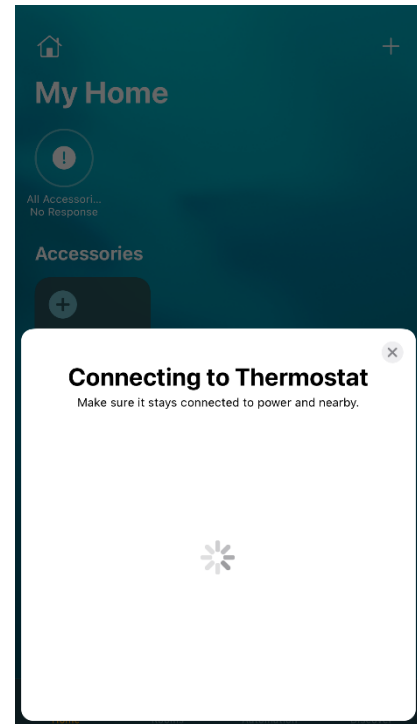 My Home
All Accessori...
No Response
Accessories
Connecting to Thermostat
Make sure it stays connected to power and nearby.